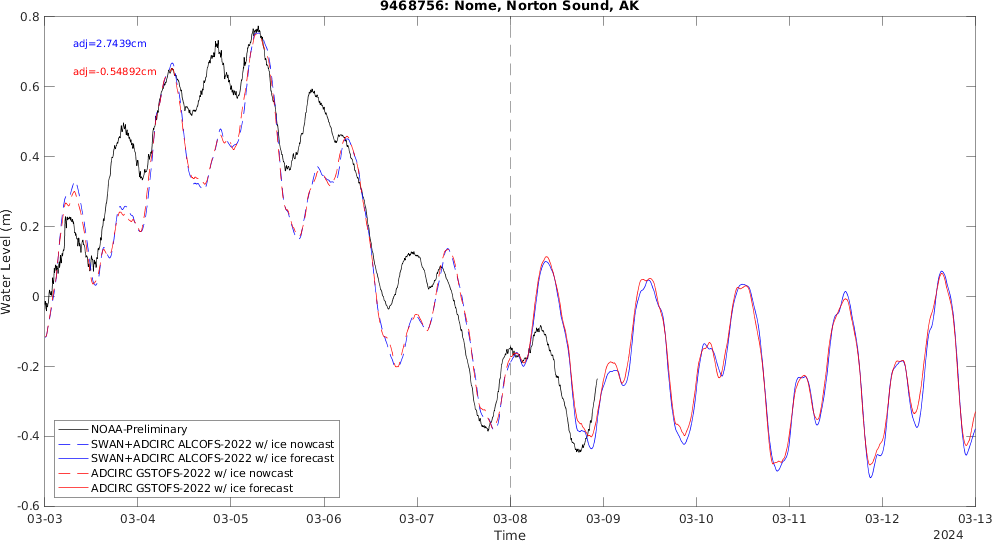 9468756: Nome, Norton Sound, AK
adj=2.7439cm
adj=-0.54892cm
Water Level (m)
0.8
0.6
0.4
0.2
0
-0.2
-0.4
-0.6
NOAA-Preliminary
SWAN+ADCIRC ALCOFS-2022 w/ ice nowcast
SWAN+ADCIRC ALCOFS-2022 w/ ice forecast
ADCIRC GSTOFS-2022 w/ ice nowcast
ADCIRC GSTOFS-2022 w/ ice forecast
03-03 03-04 03-05 03-06 03-07 03-08 03-09 03-10 03-11 03-12 03-13
Time
2024